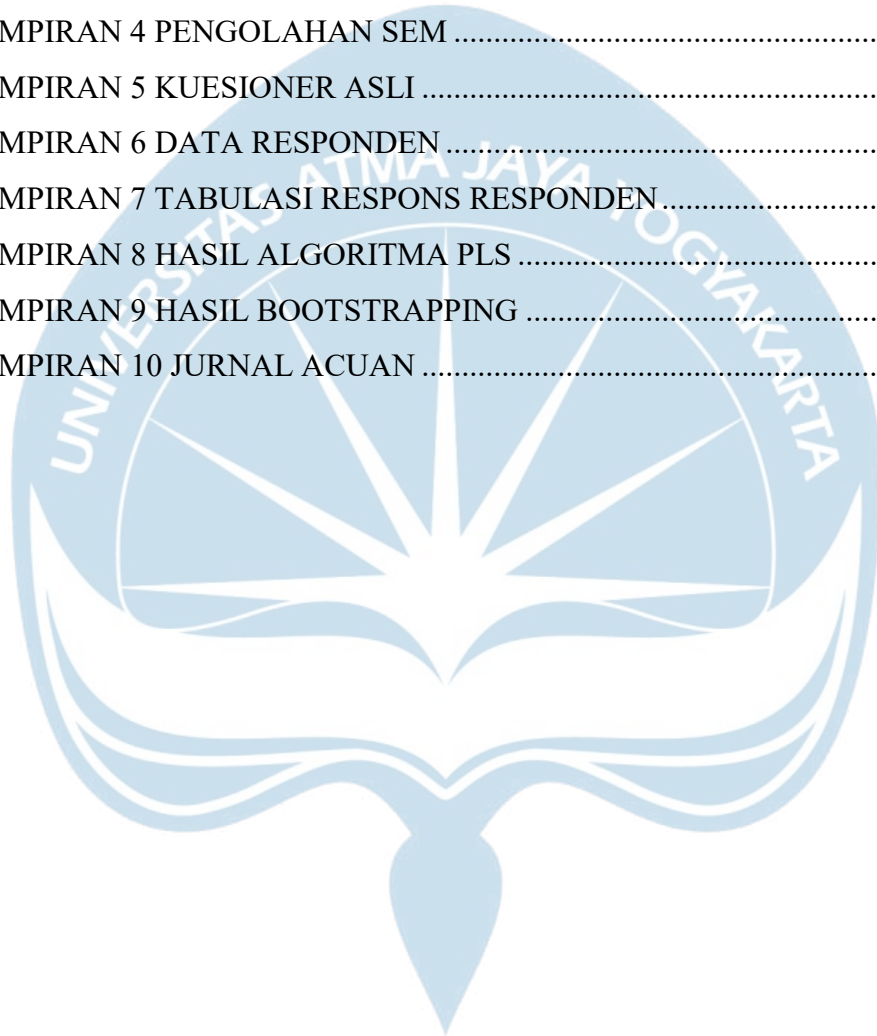 MPIRAN 4 PENGOLAHAN SEM ......................................................
MPIRAN 5 KUESIONER ASLI ..........................................................
MPIRAN 6 DATA RESPONDEN .......................................................
MPIRAN 7 TABULASI RESPONS RESPONDEN ...........................
MPIRAN 8 HASIL ALGORITMA PLS .............................................
MPIRAN 9 HASIL BOOTSTRAPPING ............................................
MPIRAN 10 JURNAL ACUAN .........................................................
UNIVERSITAS ATMA JAYA YOGYAKARTA